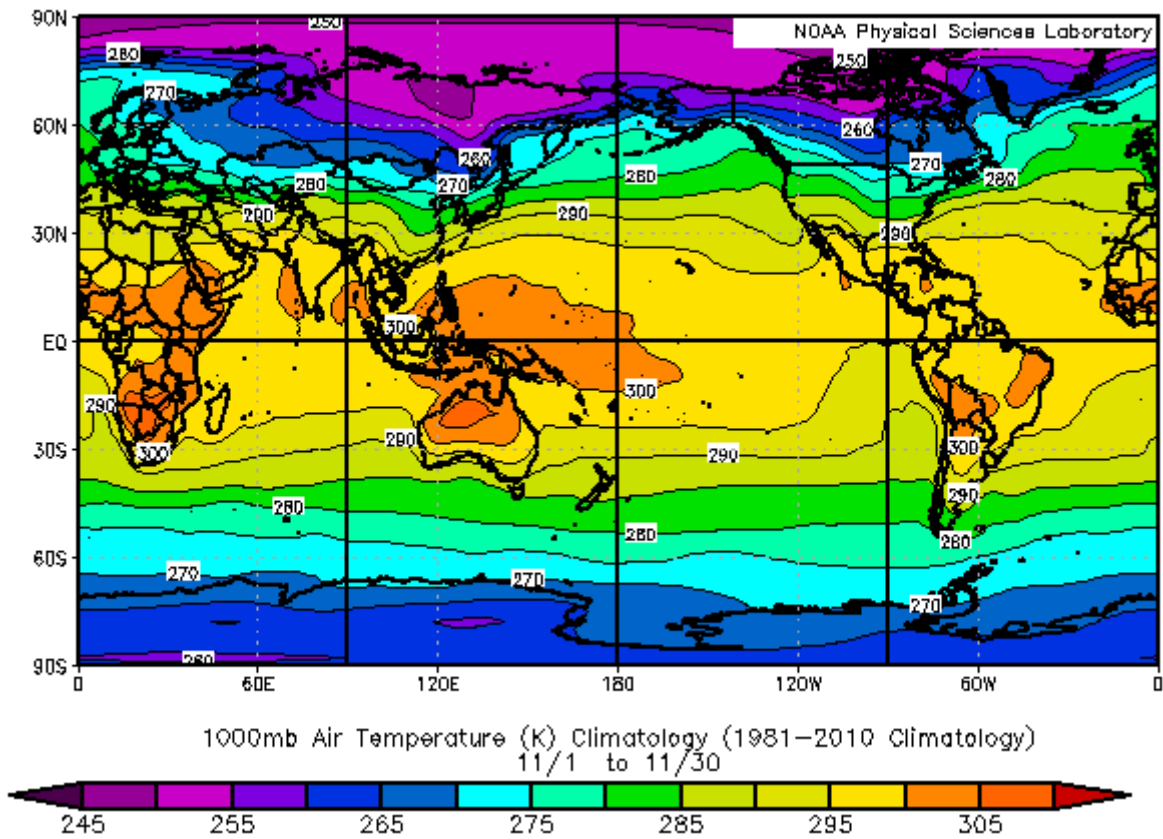 90N 250 NOAA Physical Sciences Laboratory
280 250
270
60N 260
260 270
280 270 280 280
290 290
30N 290
300
EQ
300
290
30S 300 290 290 300
290
280
280 280
60S
270 270 270
90S 260
0 60E 120E 180 120W 60W 0
1000mb Air Temperature (K) Climatology (1981-2010 Climatology)
11/1 to 11/30
245 255 265 275 285 295 305